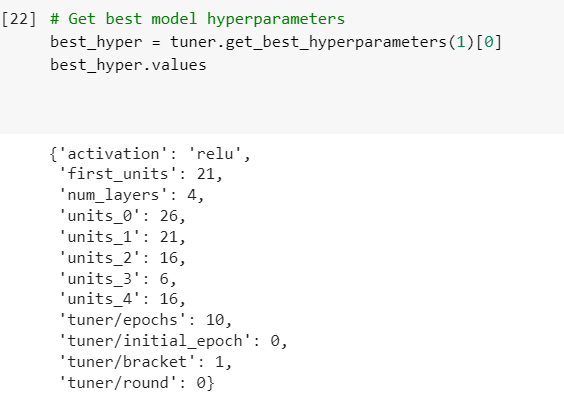 [22] # Get best model hyperparameters
best_hyper = tuner.get_best_hyperparameters(1)[0]
best_hyper.values
{'activation': 'relu',
'first_units': 21,
'num_layers': 4,
'units_0': 26,
'units_1': 21,
'units_2': 16,
'units_3': 6,
'units_4': 16,
'tuner/epochs': 10,
'tuner/initial_epoch': 0,
'tuner/bracket': 1,
'tuner/round': 0}